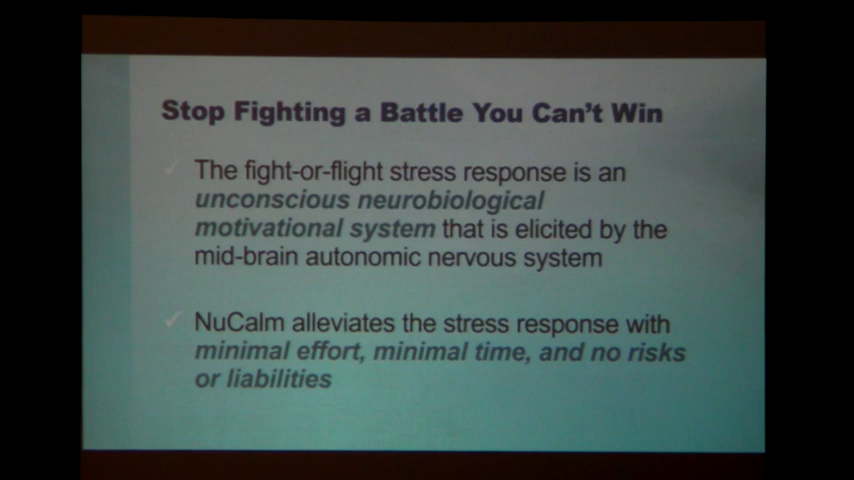 Stop Fighting a Battle You Can't Win
The fight-or-flight stress response is an
unconscious neurobiological
motivational system that is elicited by the
mid-brain autonomic nervous system
NuCalm alleviates the stress response with
minimal effort, minimal time, and no risks
or liabilities